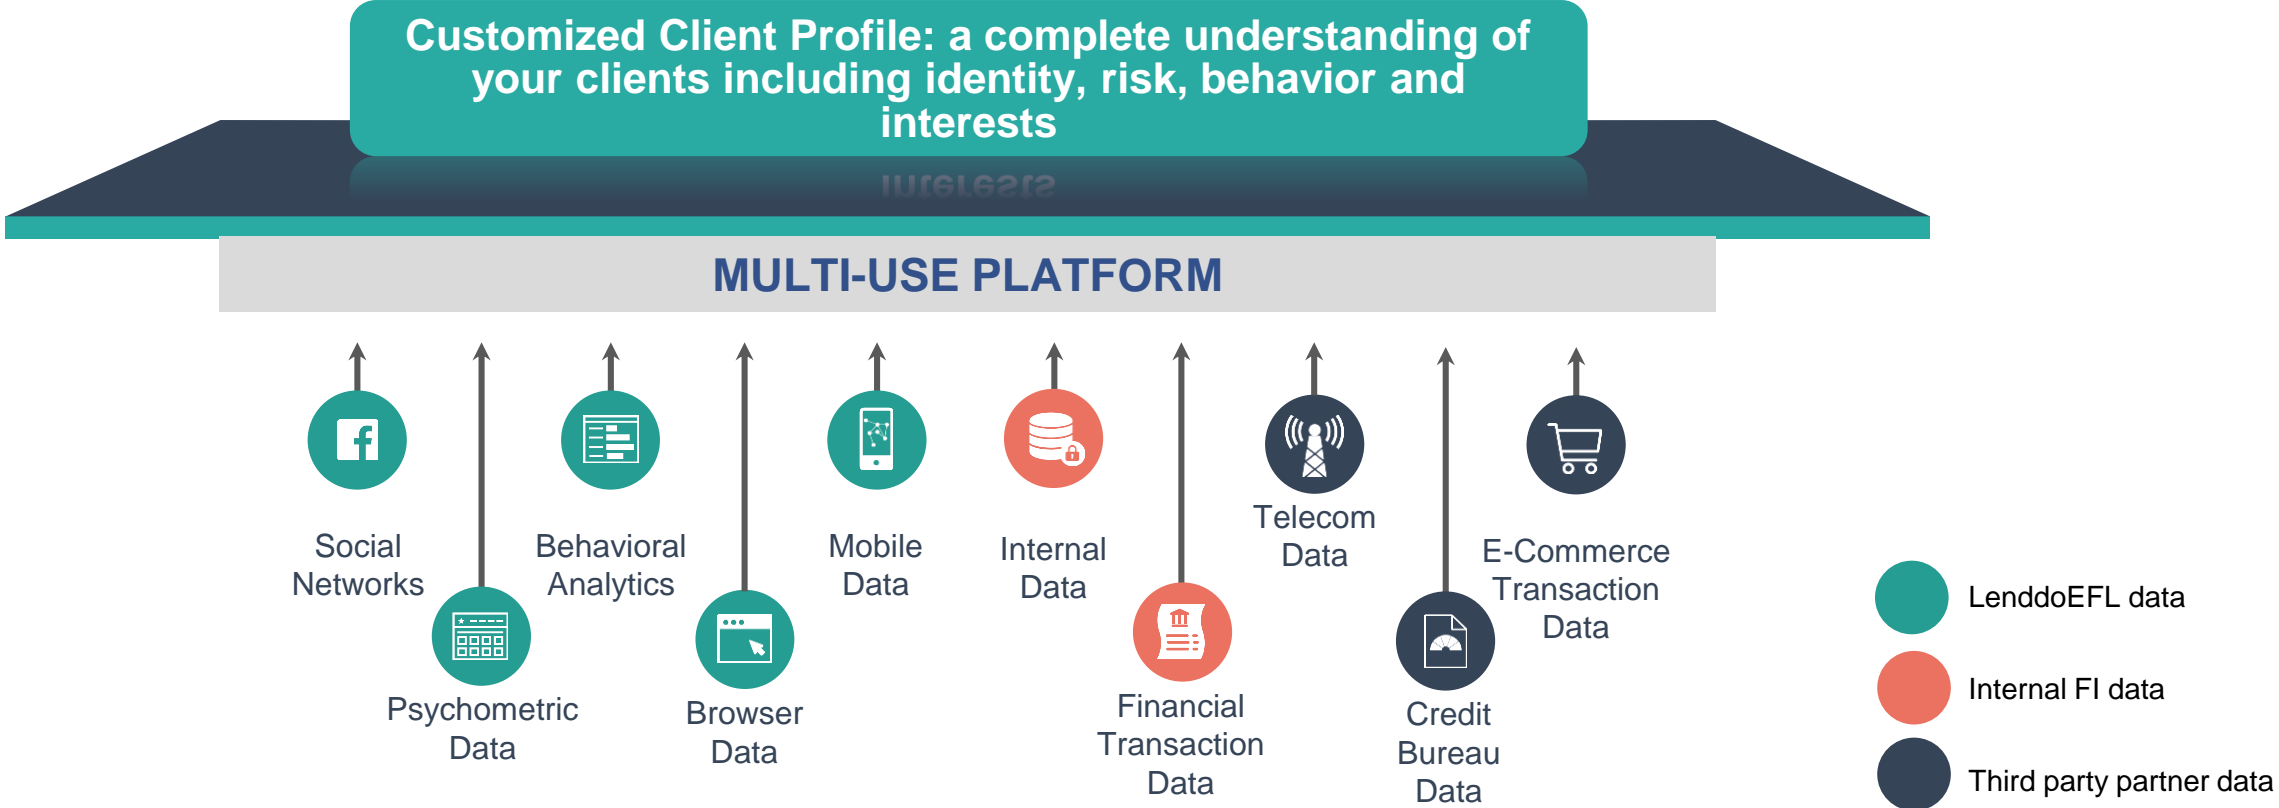 Customized Client Profile: a complete understanding of
your clients including identity, risk, behavior and
interests
MULTI-USE PLATFORM
Social
Networks
Psychometric
Data
Behavioral
Analytics
Browser
Data
Mobile
Data
Internal
Data
Financial
Transaction
Data
Telecom
Data
Credit
Bureau
Data
E-Commerce
Transaction
Data
LenddoEFL data
Internal FI data
Third party partner data